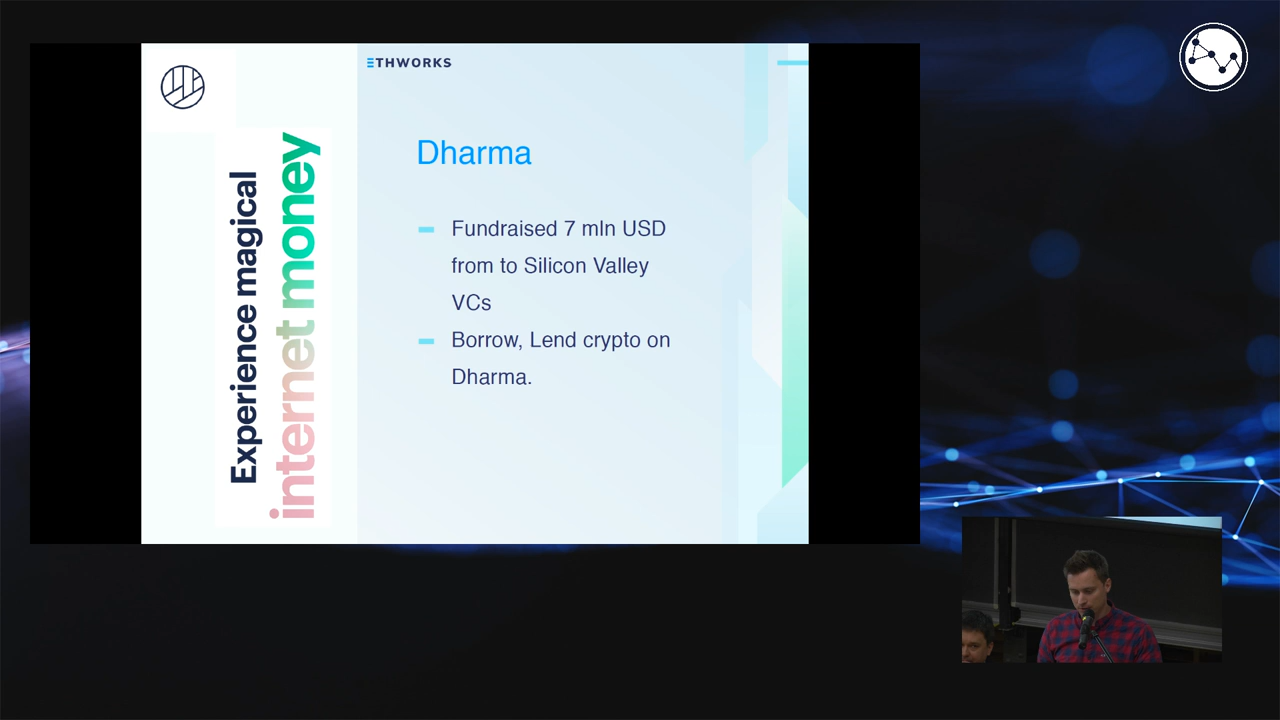 ETHWORKS
Experience magical
internet money
Dharma
Fundraised 7 mln USD
from to Silicon Valley
VCs
Borrow, Lend crypto on
Dharma.